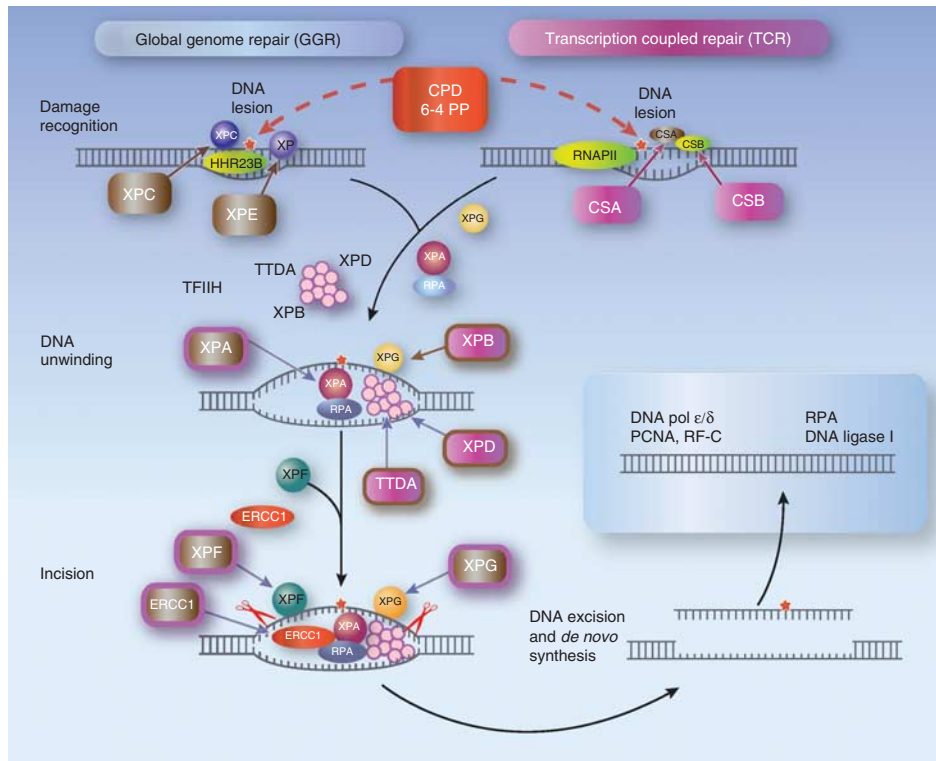 Global genome repair (GGR)
Transcription coupled repair (TCR)
Damage
recognition
DNA
lesion
CPD
6-4 PP
DNA
lesion
XPC
XP
HHR23B
RNAPII
CSA
CSB
XPC
XPE
CSA
CSB
XPG
XPA
RPA
TFIIH
TTDA
XPD
XPB
DNA
unwinding
XPA
XPG
XPB
XPA
RPA
XPD
TTDA
DNA pol ε/δ
PCNA, RF-C
RPA
DNA ligase I
XPF
ERCC1
Incision
XPF
XPG
ERCC1
XPF
XPG
ERCC1
XPA
RPA
DNA excision
and de novo
synthesis